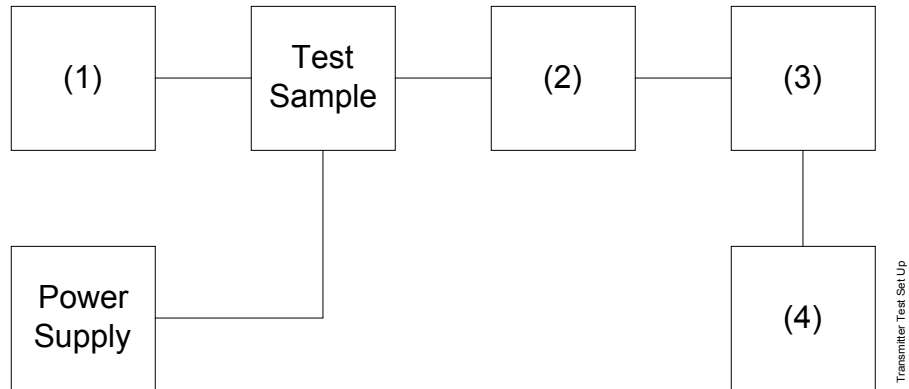 (1)
Test
Sample
(2)
(3)
Power
Supply
(4)
Transmitter Test Set Up